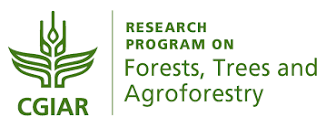 CGIAR
RESEARCH
PROGRAM ON
Forests, Trees and
Agroforestry